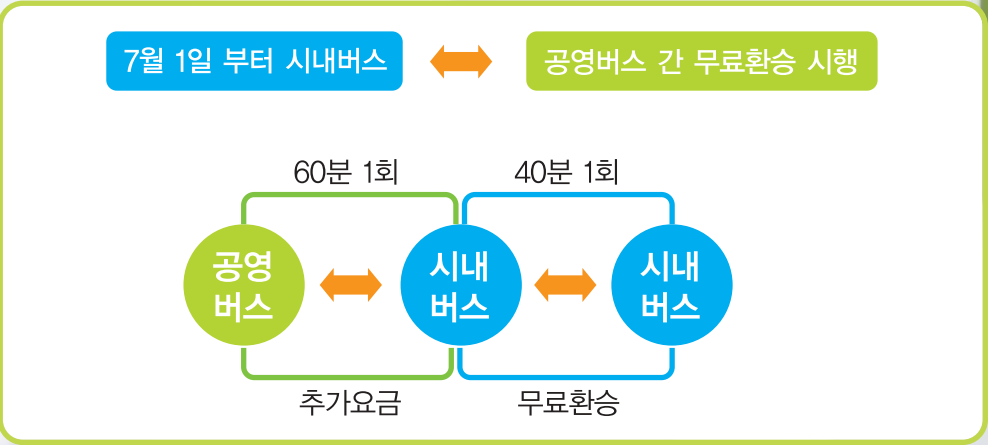 7월 1일 부터 시내버스
공영버스 간 무료환승 시행
60분 1회
40분 1회
공영
버스
시내
버스
시내
버스
추가요금
무료환승